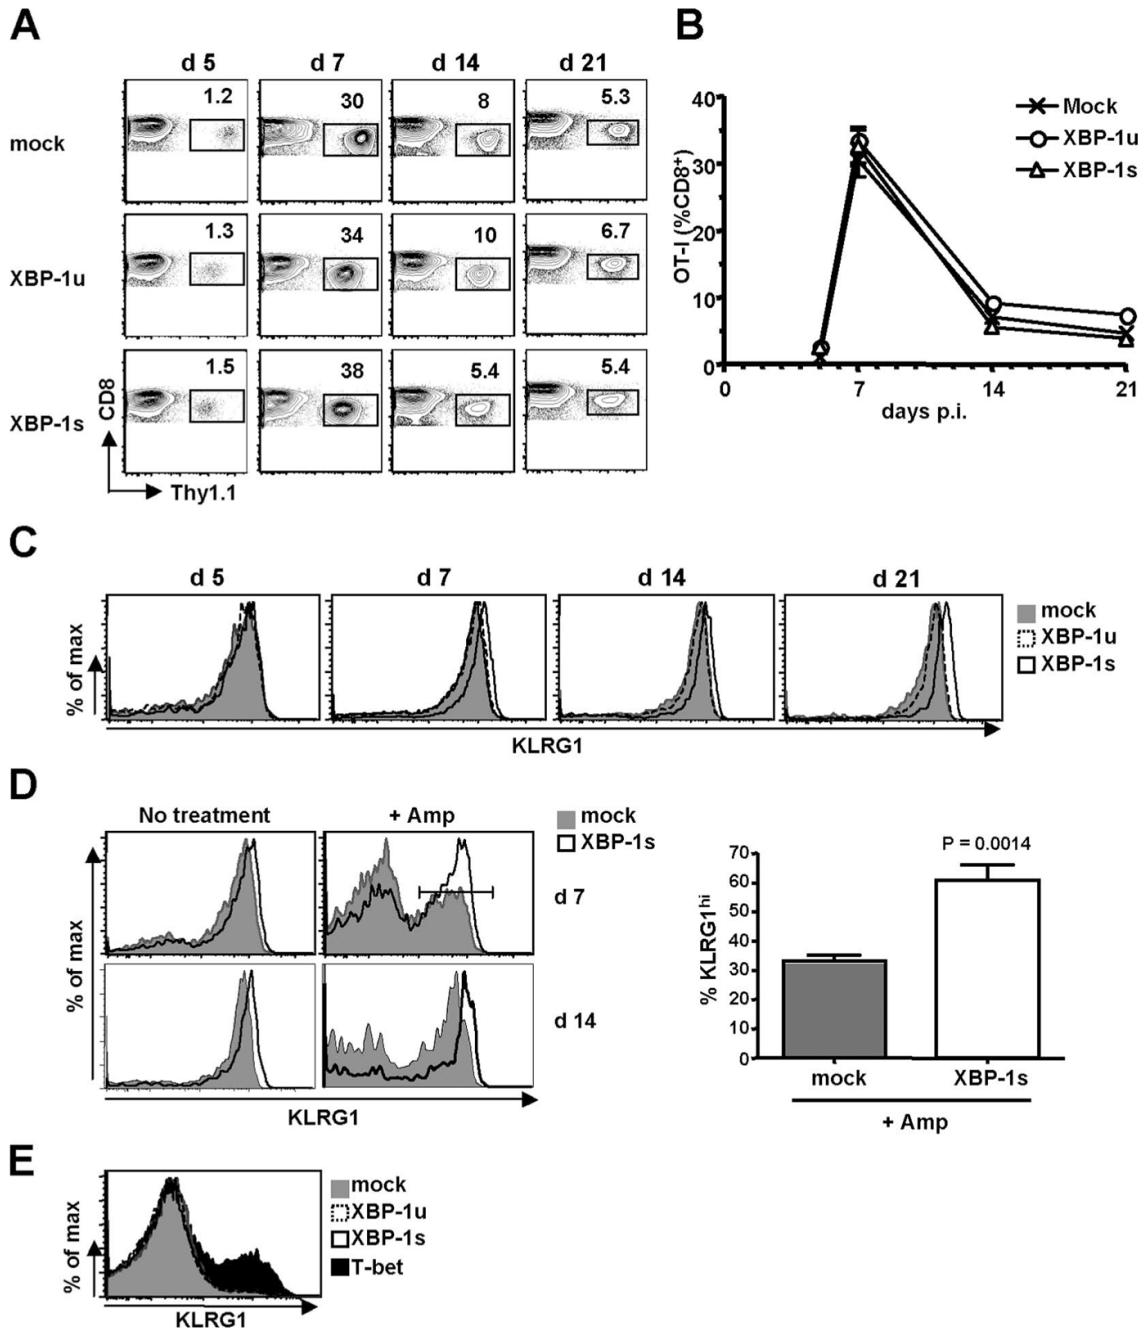 A
d 5 d 7 d 14 d 21
mock
1.2 30 8 5.3
XBP-1u
1.3 34 10 6.7
XBP-1s
1.5 38 5.4 5.4
CD8
Thy1.1
B
OT-I (%CD8⁺)
40
30
20
10
0
0 7 14 21
days p.i.
Mock
XBP-1u
XBP-1s
C
d 5 d 7 d 14 d 21
% of max
KLRG1
mock
XBP-1u
XBP-1s
D
No treatment + Amp
mock
XBP-1s
d 7
d 14
% of max
% of max
KLRG1
P = 0.0014
% KLRG1ʰⁱ
70
60
50
40
30
20
10
0
mock XBP-1s
+ Amp
E
% of max
KLRG1
mock
XBP-1u
XBP-1s
T-bet